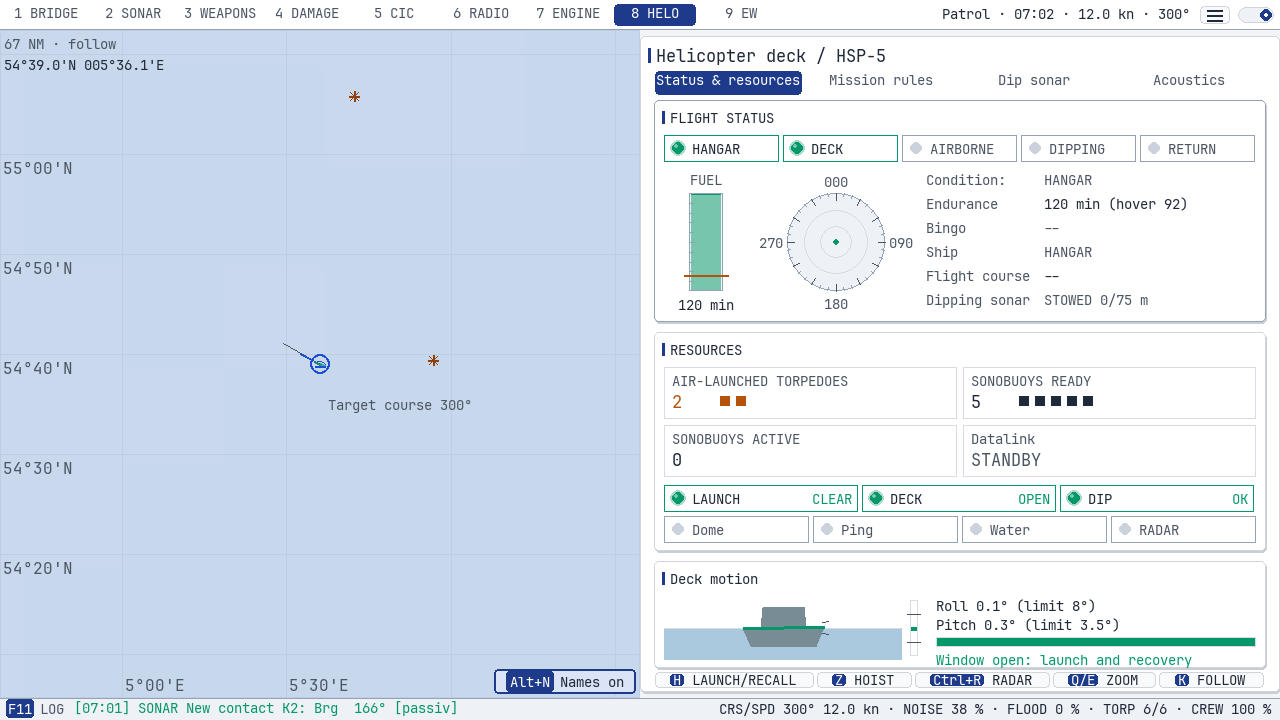 1 BRIDGE 2 SONAR 3 WEAPONS 4 DAMAGE 5 CIC 6 RADIO 7 ENGINE 8 HELO 9 EW Patrol · 07:02 · 12.0 kn · 300°
67 NM · follow
54°39.0'N 005°36.1'E
55°00'N
54°50'N
54°40'N
Target course 300°
54°30'N
54°20'N
5°00'E 5°30'E
Alt+N Names on
Helicopter deck / HSP-5
Status & resources Mission rules Dip sonar Acoustics
FLIGHT STATUS
HANGAR DECK AIRBORNE DIPPING RETURN
FUEL
120 min
000
090
180
270
Condition: HANGAR
Endurance 120 min (hover 92)
Bingo --
Ship HANGAR
Flight course --
Dipping sonar STOWED 0/75 m
RESOURCES
AIR-LAUNCHED TORPEDOES
2
SONOBUOYS READY
5
SONOBUOYS ACTIVE
0
Datalink
STANDBY
LAUNCH CLEAR DECK OPEN DIP OK
Dome Ping Water RADAR
Deck motion
Roll 0.1° (limit 8°)
Pitch 0.3° (limit 3.5°)
Window open: launch and recovery
H LAUNCH/RECALL Z HOIST Ctrl+R RADAR Q/E ZOOM K FOLLOW
F11 LOG [07:01] SONAR New contact K2: Brg 166° [passiv] CRS/SPD 300° 12.0 kn · NOISE 38 % · FLOOD 0 % · TORP 6/6 · CREW 100 %